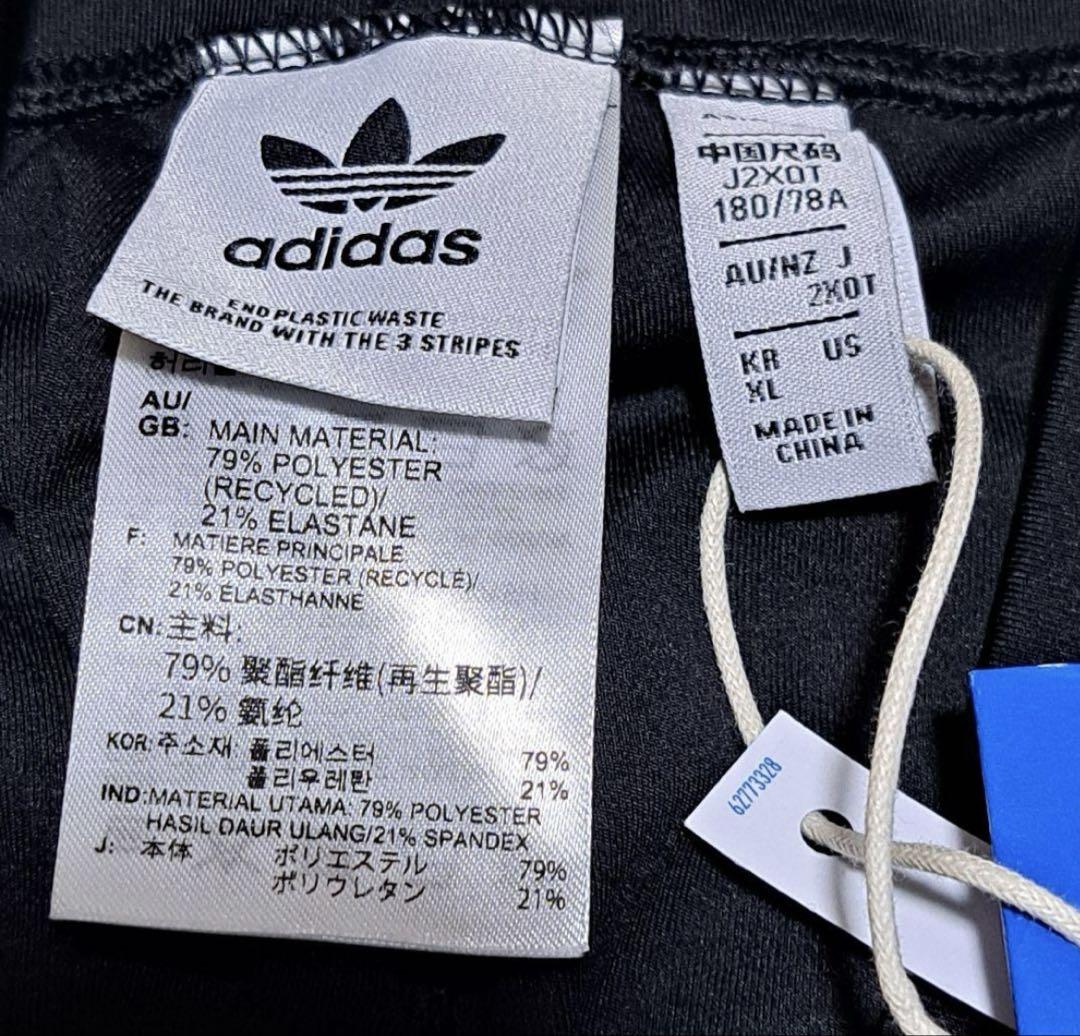 adidas
END PLASTIC WASTE
THE BRAND WITH THE 3 STRIPES
AU/
GB: MAIN MATERIAL:
79% POLYESTER
(RECYCLED)/
21% ELASTANE
F: MATIERE PRINCIPALE
79% POLYESTER (RECYCLÉ)/
21% ÉLASTHANNE
CN: 主料:
79% 聚酯纤维(再生聚酯)/
21% 氨纶
KOR: 주소재: 폴리에스터 79%
폴리우레탄 21%
IND: MATERIAL UTAMA: 79% POLYESTER
HASIL DAUR ULANG/21% SPANDEX
J: 本体 ポリエステル 79%
ポリウレタン 21%
中国尺码
J2XOT
180/78A
AU/NZ J
2XOT
KR US
XL
MADE IN
CHINA
62773328